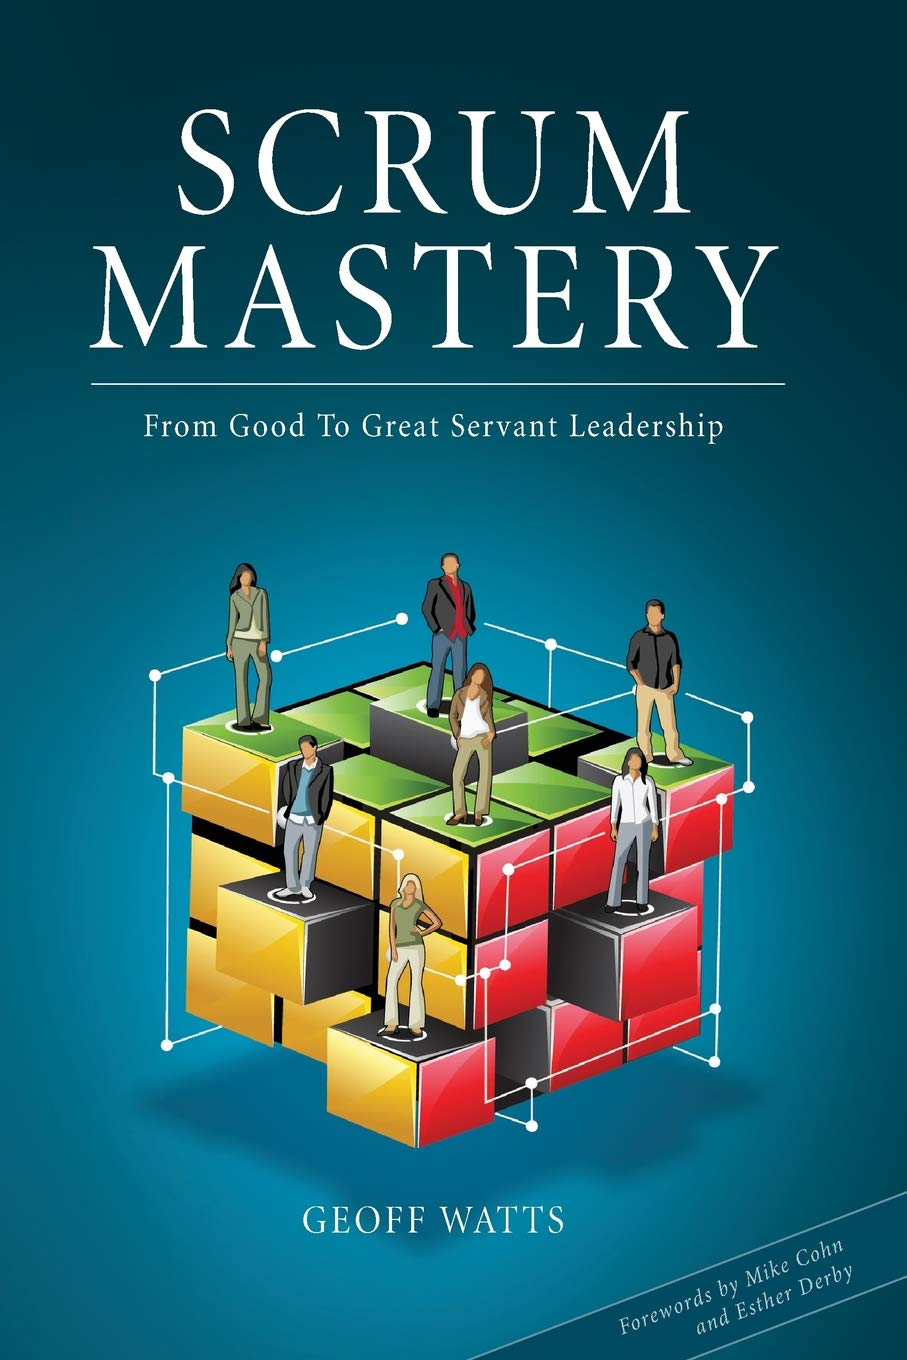 SCRUM
MASTERY
From Good To Great Servant Leadership
GEOFF WATTS
Forewords by Mike Cohn
and Esther Derby